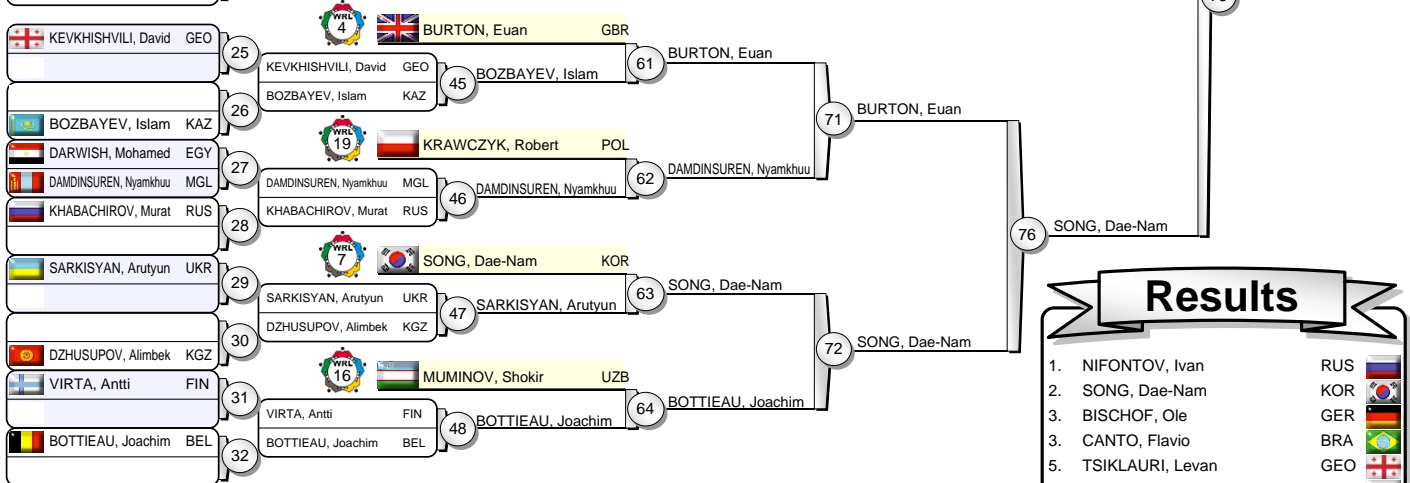 KEVKHISHVILI, David GEO
25
BOZBAYEV, Islam KAZ
26
DARWISH, Mohamed EGY
27
DAMDINSUREN, Nyamkhuu MGL
KHABACHIROV, Murat RUS
28
SARKISYAN, Arutyun UKR
29
DZHUSUPOV, Alimbek KGZ
30
VIRTA, Antti FIN
31
BOTTIEAU, Joachim BEL
32
WRL
4
BURTON, Euan GBR
KEVKHISHVILI, David GEO
BOZBAYEV, Islam KAZ
45
BOZBAYEV, Islam
61
WRL
19
KRAWCZYK, Robert POL
DAMDINSUREN, Nyamkhuu MGL
KHABACHIROV, Murat RUS
46
DAMDINSUREN, Nyamkhuu
62
WRL
7
SONG, Dae-Nam KOR
SARKISYAN, Arutyun UKR
DZHUSUPOV, Alimbek KGZ
47
SARKISYAN, Arutyun
63
WRL
16
MUMINOV, Shokir UZB
VIRTA, Antti FIN
BOTTIEAU, Joachim BEL
48
BOTTIEAU, Joachim
64
BURTON, Euan
71
DAMDINSUREN, Nyamkhuu
SONG, Dae-Nam
72
BOTTIEAU, Joachim
BURTON, Euan
76
SONG, Dae-Nam
SONG, Dae-Nam
Results
1. NIFONTOV, Ivan RUS
2. SONG, Dae-Nam KOR
3. BISCHOF, Ole GER
3. CANTO, Flavio BRA
5. TSIKLAURI, Levan GEO